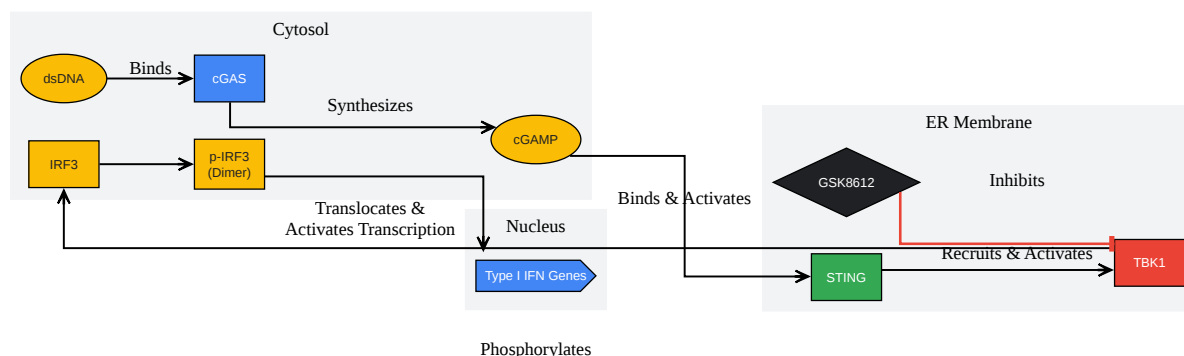 Cytosol
dsDNA
Binds
cGAS
Synthesizes
cGAMP
IRF3
p-IRF3
(Dimer)
Translocates &
Activates Transcription
Nucleus
Type I IFN Genes
Binds & Activates
ER Membrane
GSK8612
Inhibits
Recruits & Activates
STING
TBK1
Phosphorylates